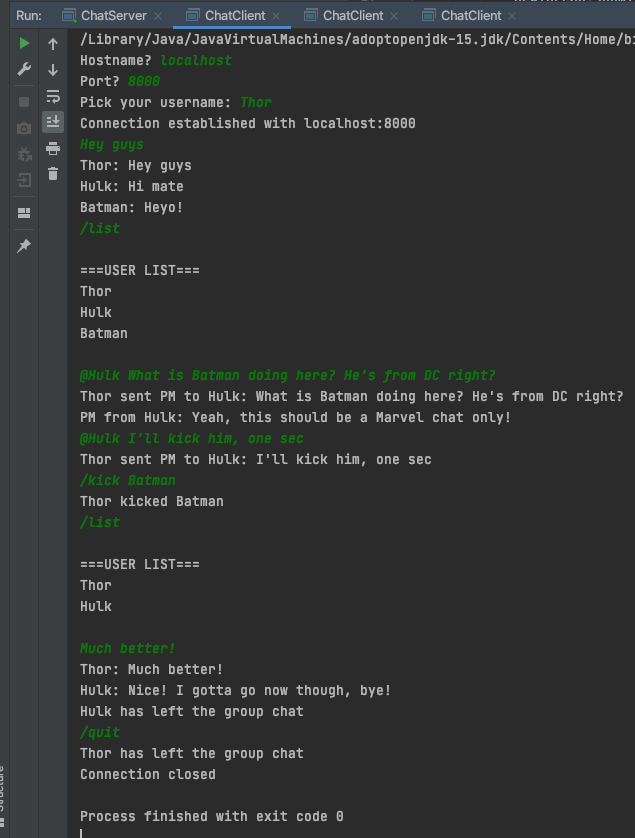 Run: ChatServer ChatClient ChatClient ChatClient
/Library/Java/JavaVirtualMachines/adoptopenjdk-15.jdk/Contents/Home/bi
Hostname? localhost
Port? 8000
Pick your username: Thor
Connection established with localhost:8000
Hey guys
Thor: Hey guys
Hulk: Hi mate
Batman: Heyo!
/list
===USER LIST===
Thor
Hulk
Batman
@Hulk What is Batman doing here? He's from DC right?
Thor sent PM to Hulk: What is Batman doing here? He's from DC right?
PM from Hulk: Yeah, this should be a Marvel chat only!
@Hulk I'll kick him, one sec
Thor sent PM to Hulk: I'll kick him, one sec
/kick Batman
Thor kicked Batman
/list
===USER LIST===
Thor
Hulk
Much better!
Thor: Much better!
Hulk: Nice! I gotta go now though, bye!
Hulk has left the group chat
/quit
Thor has left the group chat
Connection closed
Process finished with exit code 0